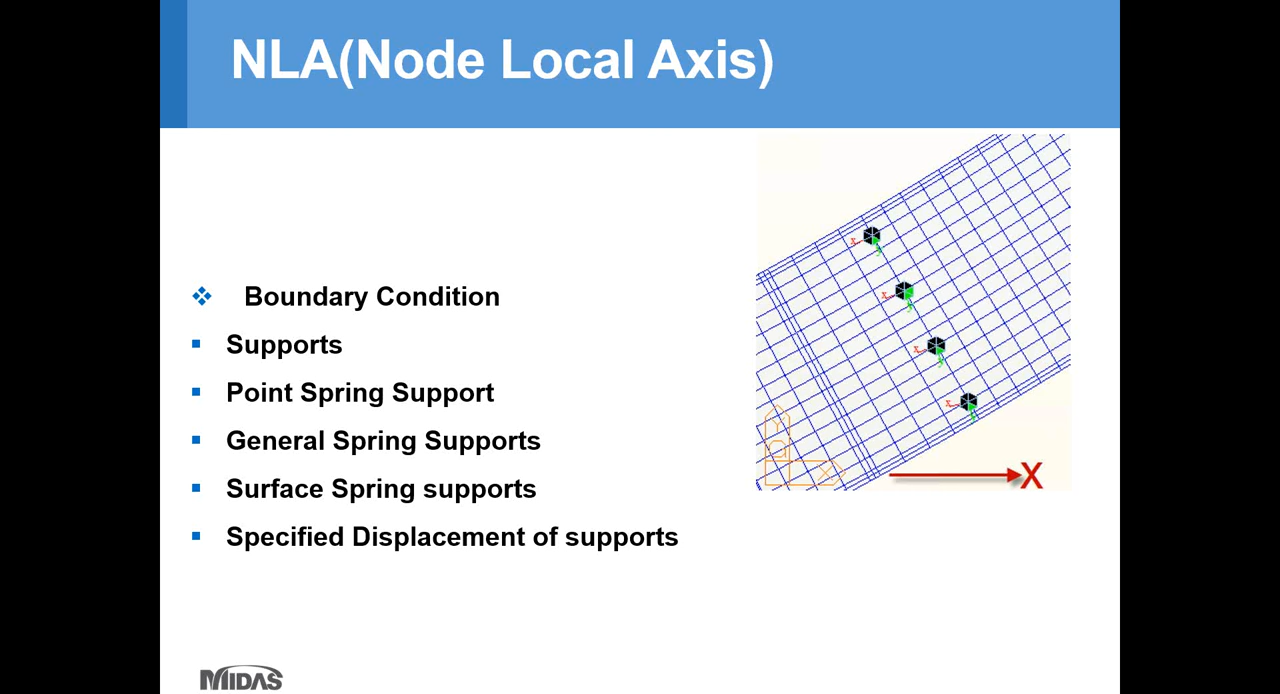 NLA(Node Local Axis)
Boundary Condition
Supports
Point Spring Support
General Spring Supports
Surface Spring supports
Specified Displacement of supports
x
y
x
y
x
y
x
Y
X
X
MIDAS